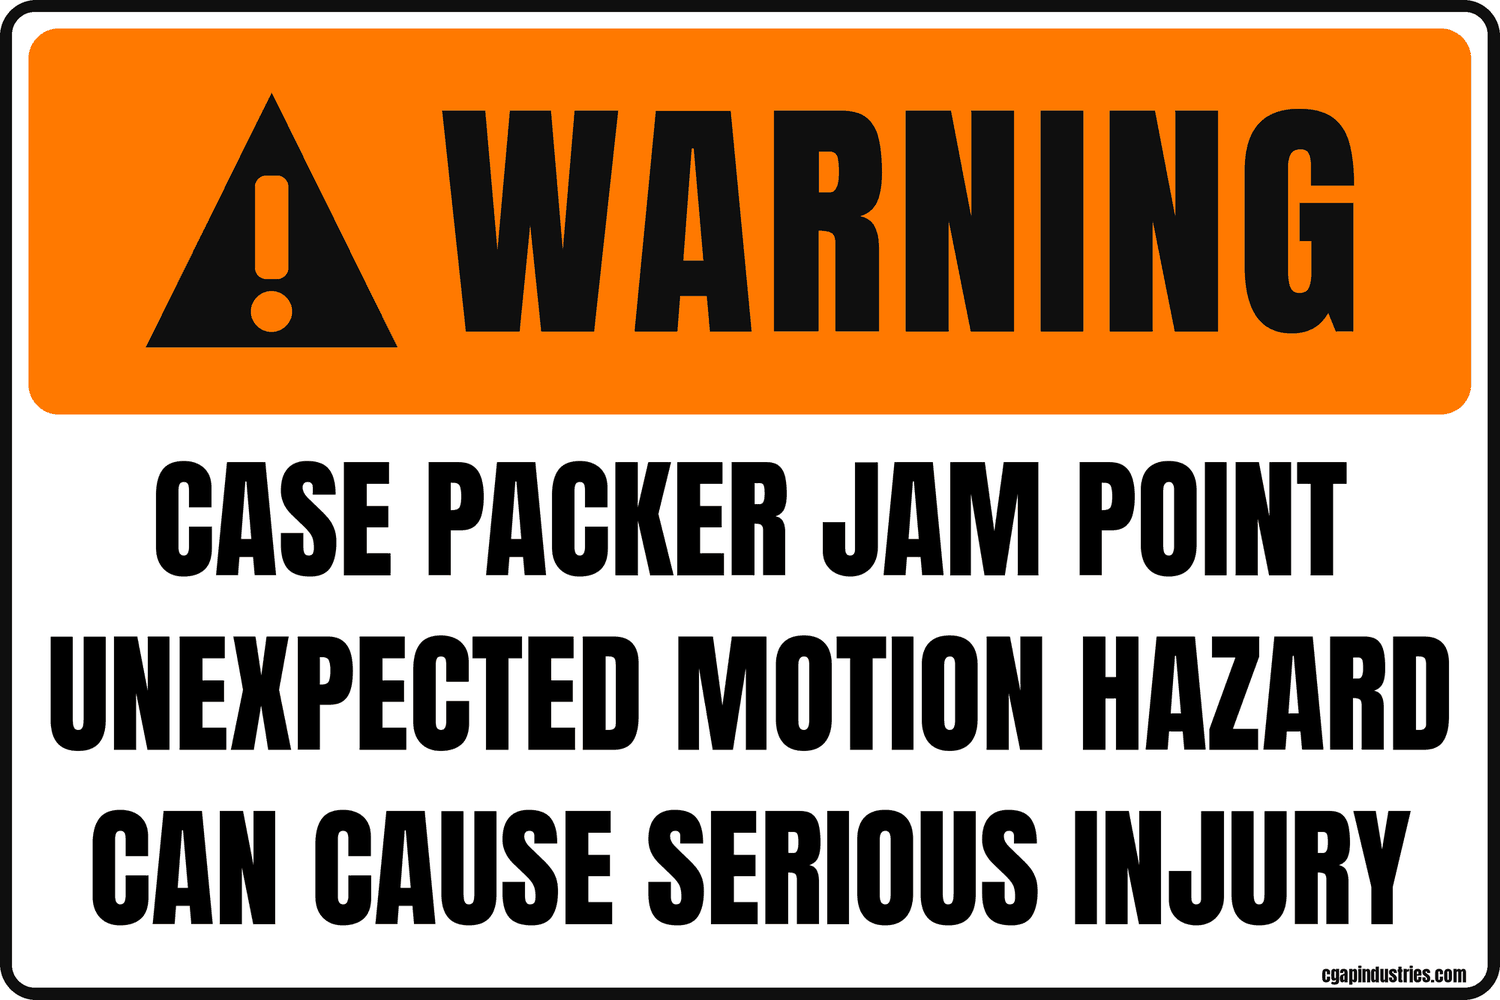 WARNING
CASE PACKER JAM POINT
UNEXPECTED MOTION HAZARD
CAN CAUSE SERIOUS INJURY
cgapindustries.com